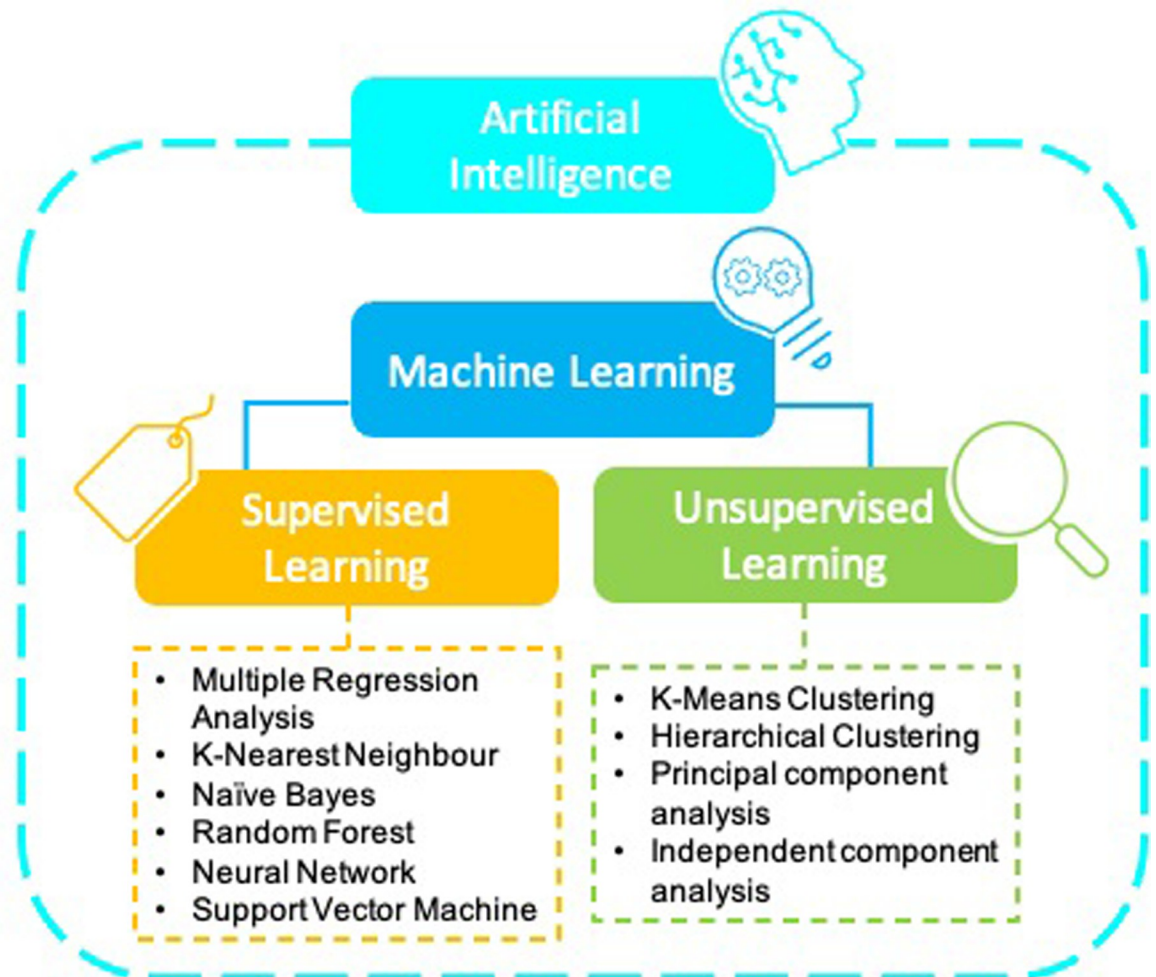 Artificial
Intelligence
Machine Learning
Supervised
Learning
• Multiple Regression
Analysis
• K-Nearest Neighbour
• Naïve Bayes
• Random Forest
• Neural Network
• Support Vector Machine
Unsupervised
Learning
• K-Means Clustering
• Hierarchical Clustering
• Principal component
analysis
• Independent component
analysis